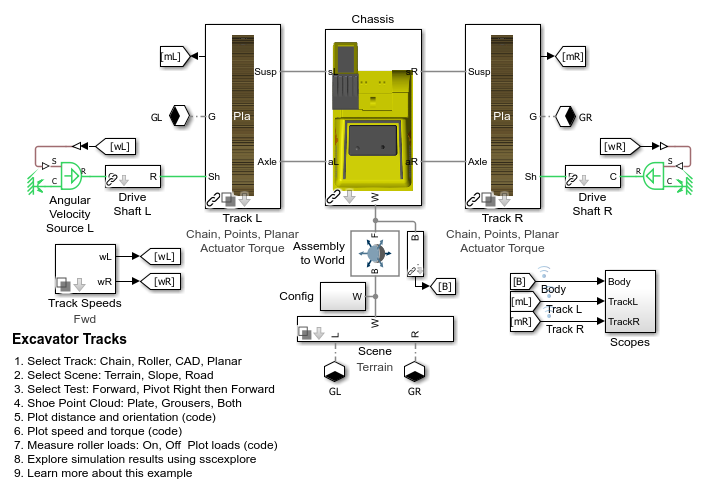 Chassis
[mL]
[mR]
Susp
sL
sR
Susp
GL
G
Pla
Pla
G
GR
[wL]
[wR]
Axle
aL
aR
Axle
S
C
R
R
Sh
Sh
C
R
S
C
W
Angular
Velocity
Source L
Drive
Shaft L
Track L
Chain, Points, Planar
Actuator Torque
Track R
Chain, Points, Planar
Actuator Torque
Drive
Shaft R
Assembly
to World
F
B
B
[B]
wL
[wL]
wR
[wR]
Track Speeds
Fwd
Config
W
W
L
R
Scene
Terrain
GL
GR
[B]
Body
Body
[mL]
Track L
TrackL
[mR]
Track R
TrackR
Scopes
Excavator Tracks
1. Select Track: Chain, Roller, CAD, Planar
2. Select Scene: Terrain, Slope, Road
3. Select Test: Forward, Pivot Right then Forward
4. Shoe Point Cloud: Plate, Grousers, Both
5. Plot distance and orientation (code)
6. Plot speed and torque (code)
7. Measure roller loads: On, Off  Plot loads (code)
8. Explore simulation results using sscexplore
9. Learn more about this example